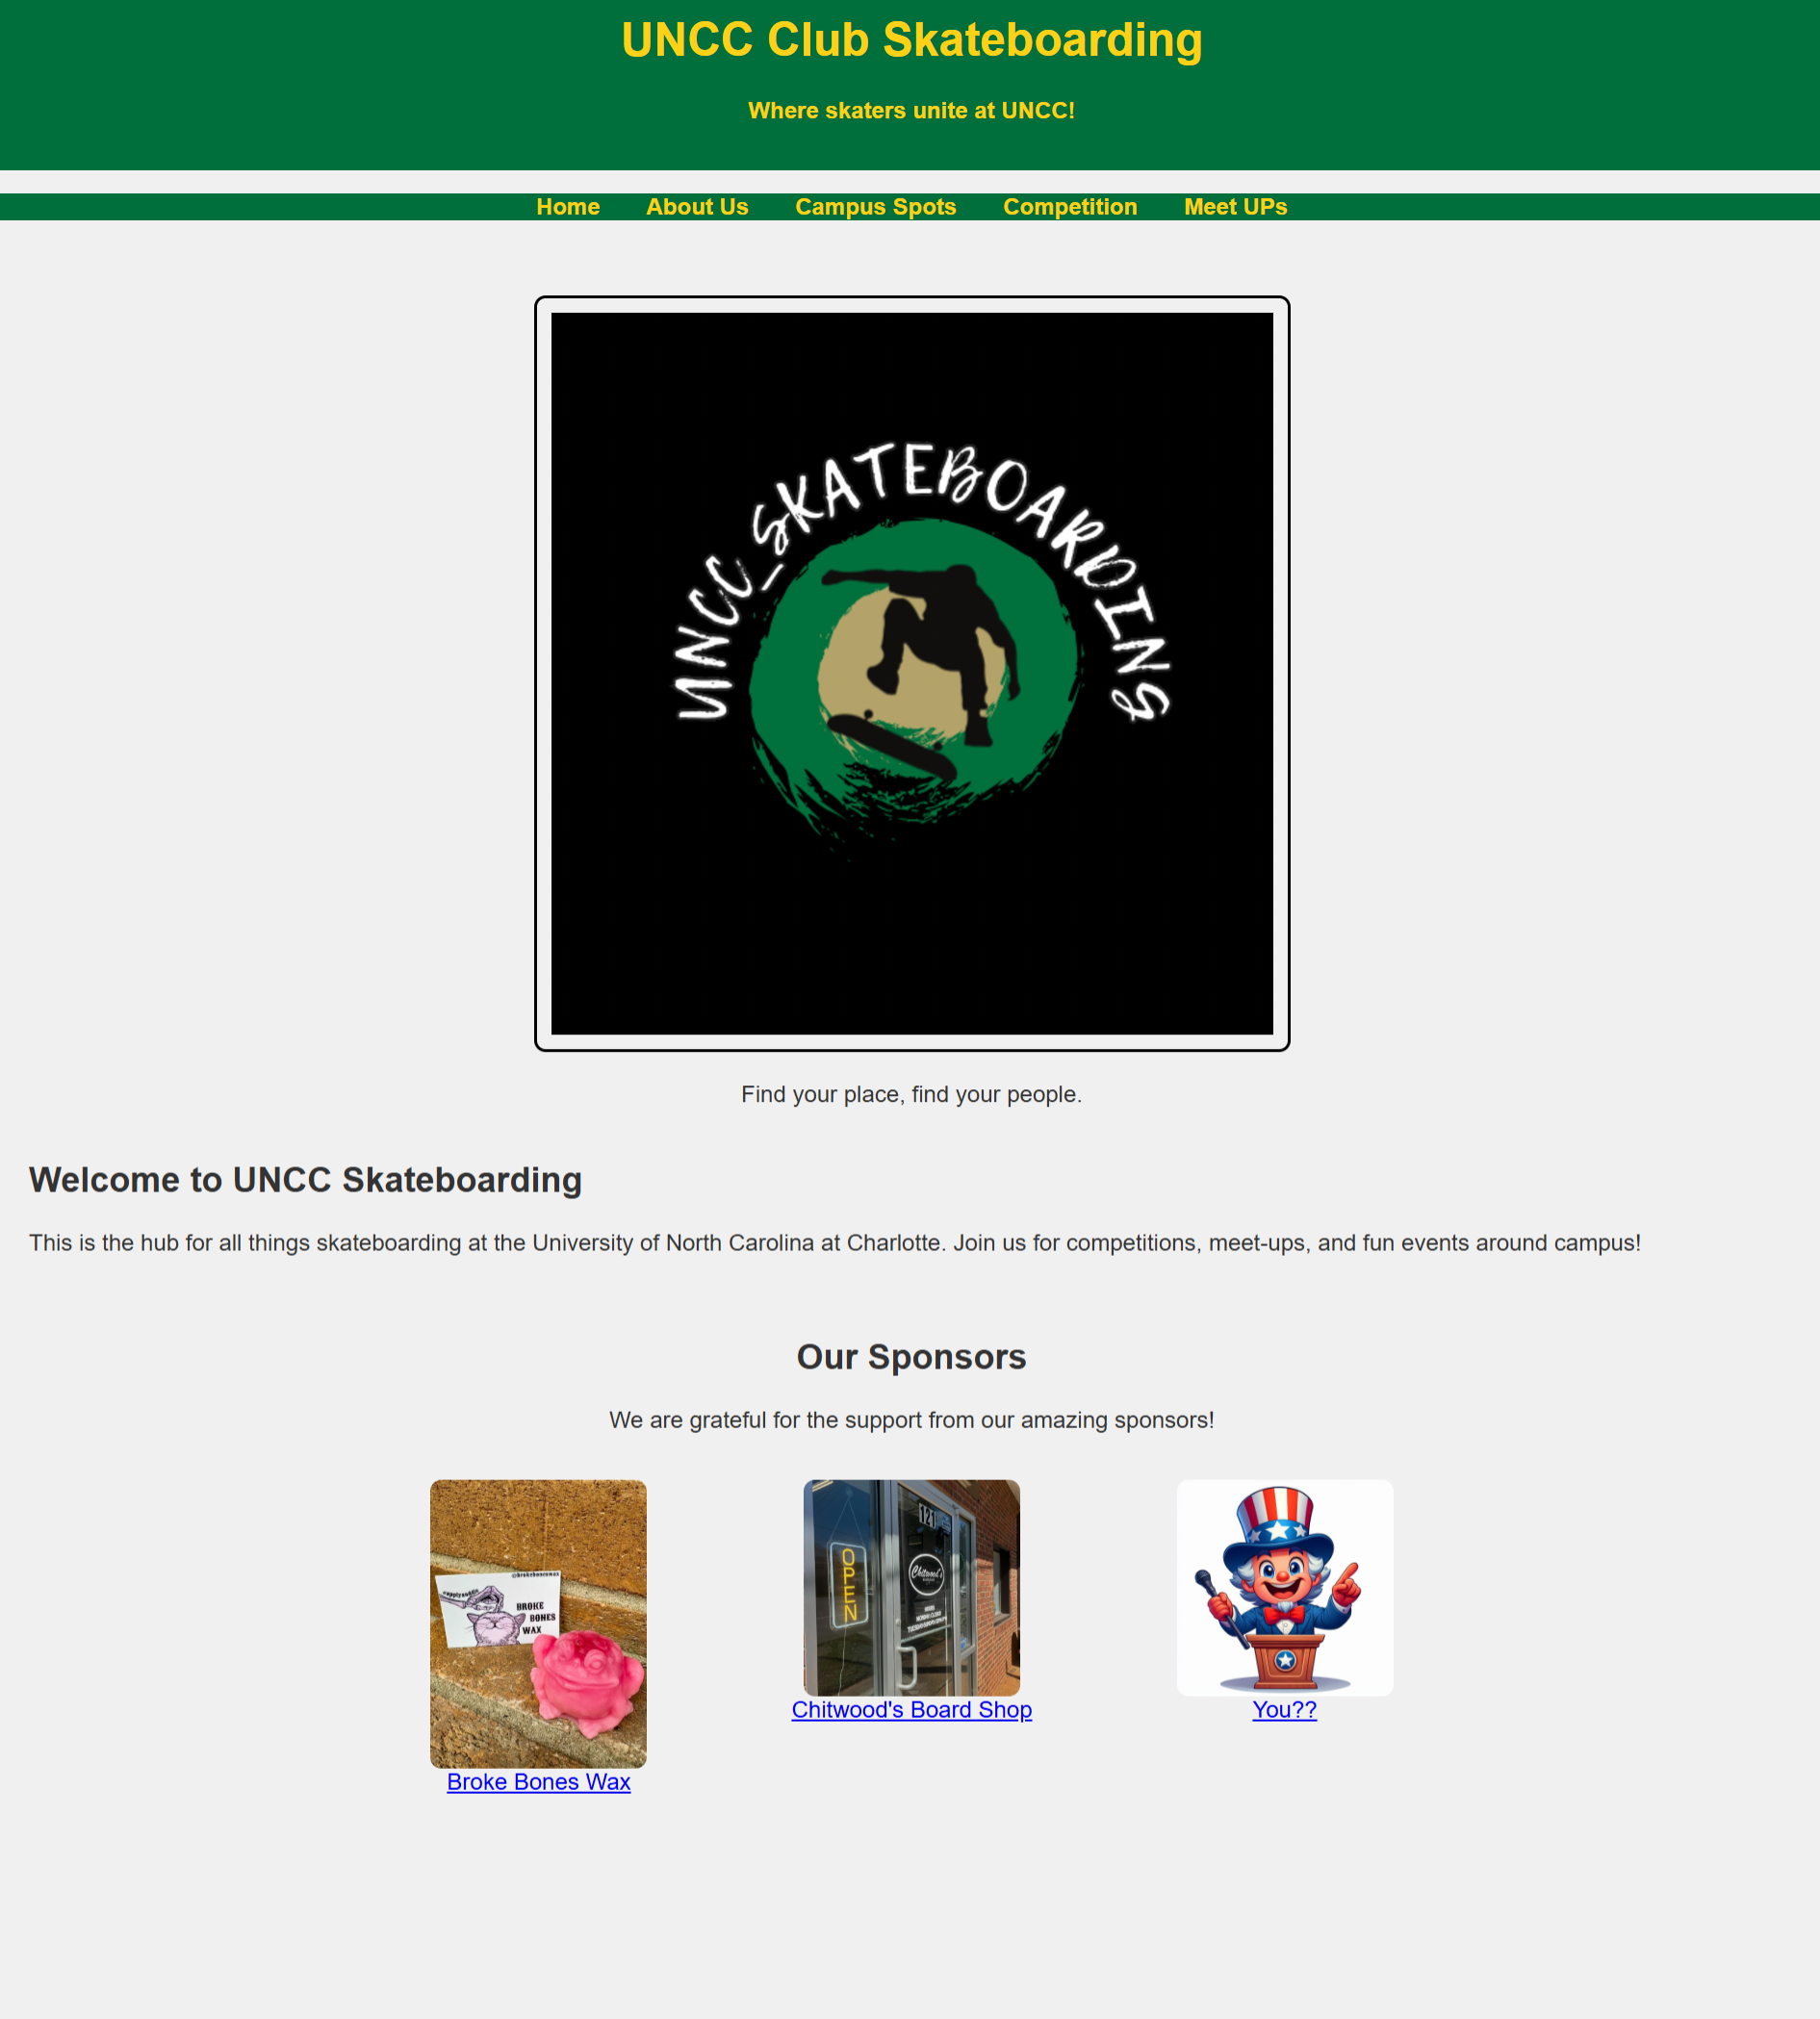 UNCC Club Skateboarding
Where skaters unite at UNCC!
Home About Us Campus Spots Competition Meet UPs
UNCC_SKATEBOARDING
Find your place, find your people.
Welcome to UNCC Skateboarding
This is the hub for all things skateboarding at the University of North Carolina at Charlotte. Join us for competitions, meet-ups, and fun events around campus!
Our Sponsors
We are grateful for the support from our amazing sponsors!
@brokeboneswax
BROKE
BONES
WAX
121
OPEN
Chitwood's
Broke Bones Wax
Chitwood's Board Shop
You??